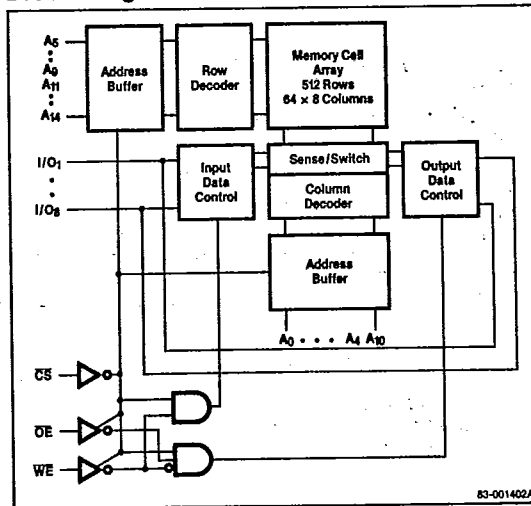 A5
A9
A11
A14
Address
Buffer
Row
Decoder
Memory Cell
Array
512 Rows
64 × 8 Columns
I/O1
I/O8
Input
Data
Control
Sense/Switch
Column
Decoder
Output
Data
Control
Address
Buffer
A0 • • • A4 A10
CS
OE
WE
83-001402A